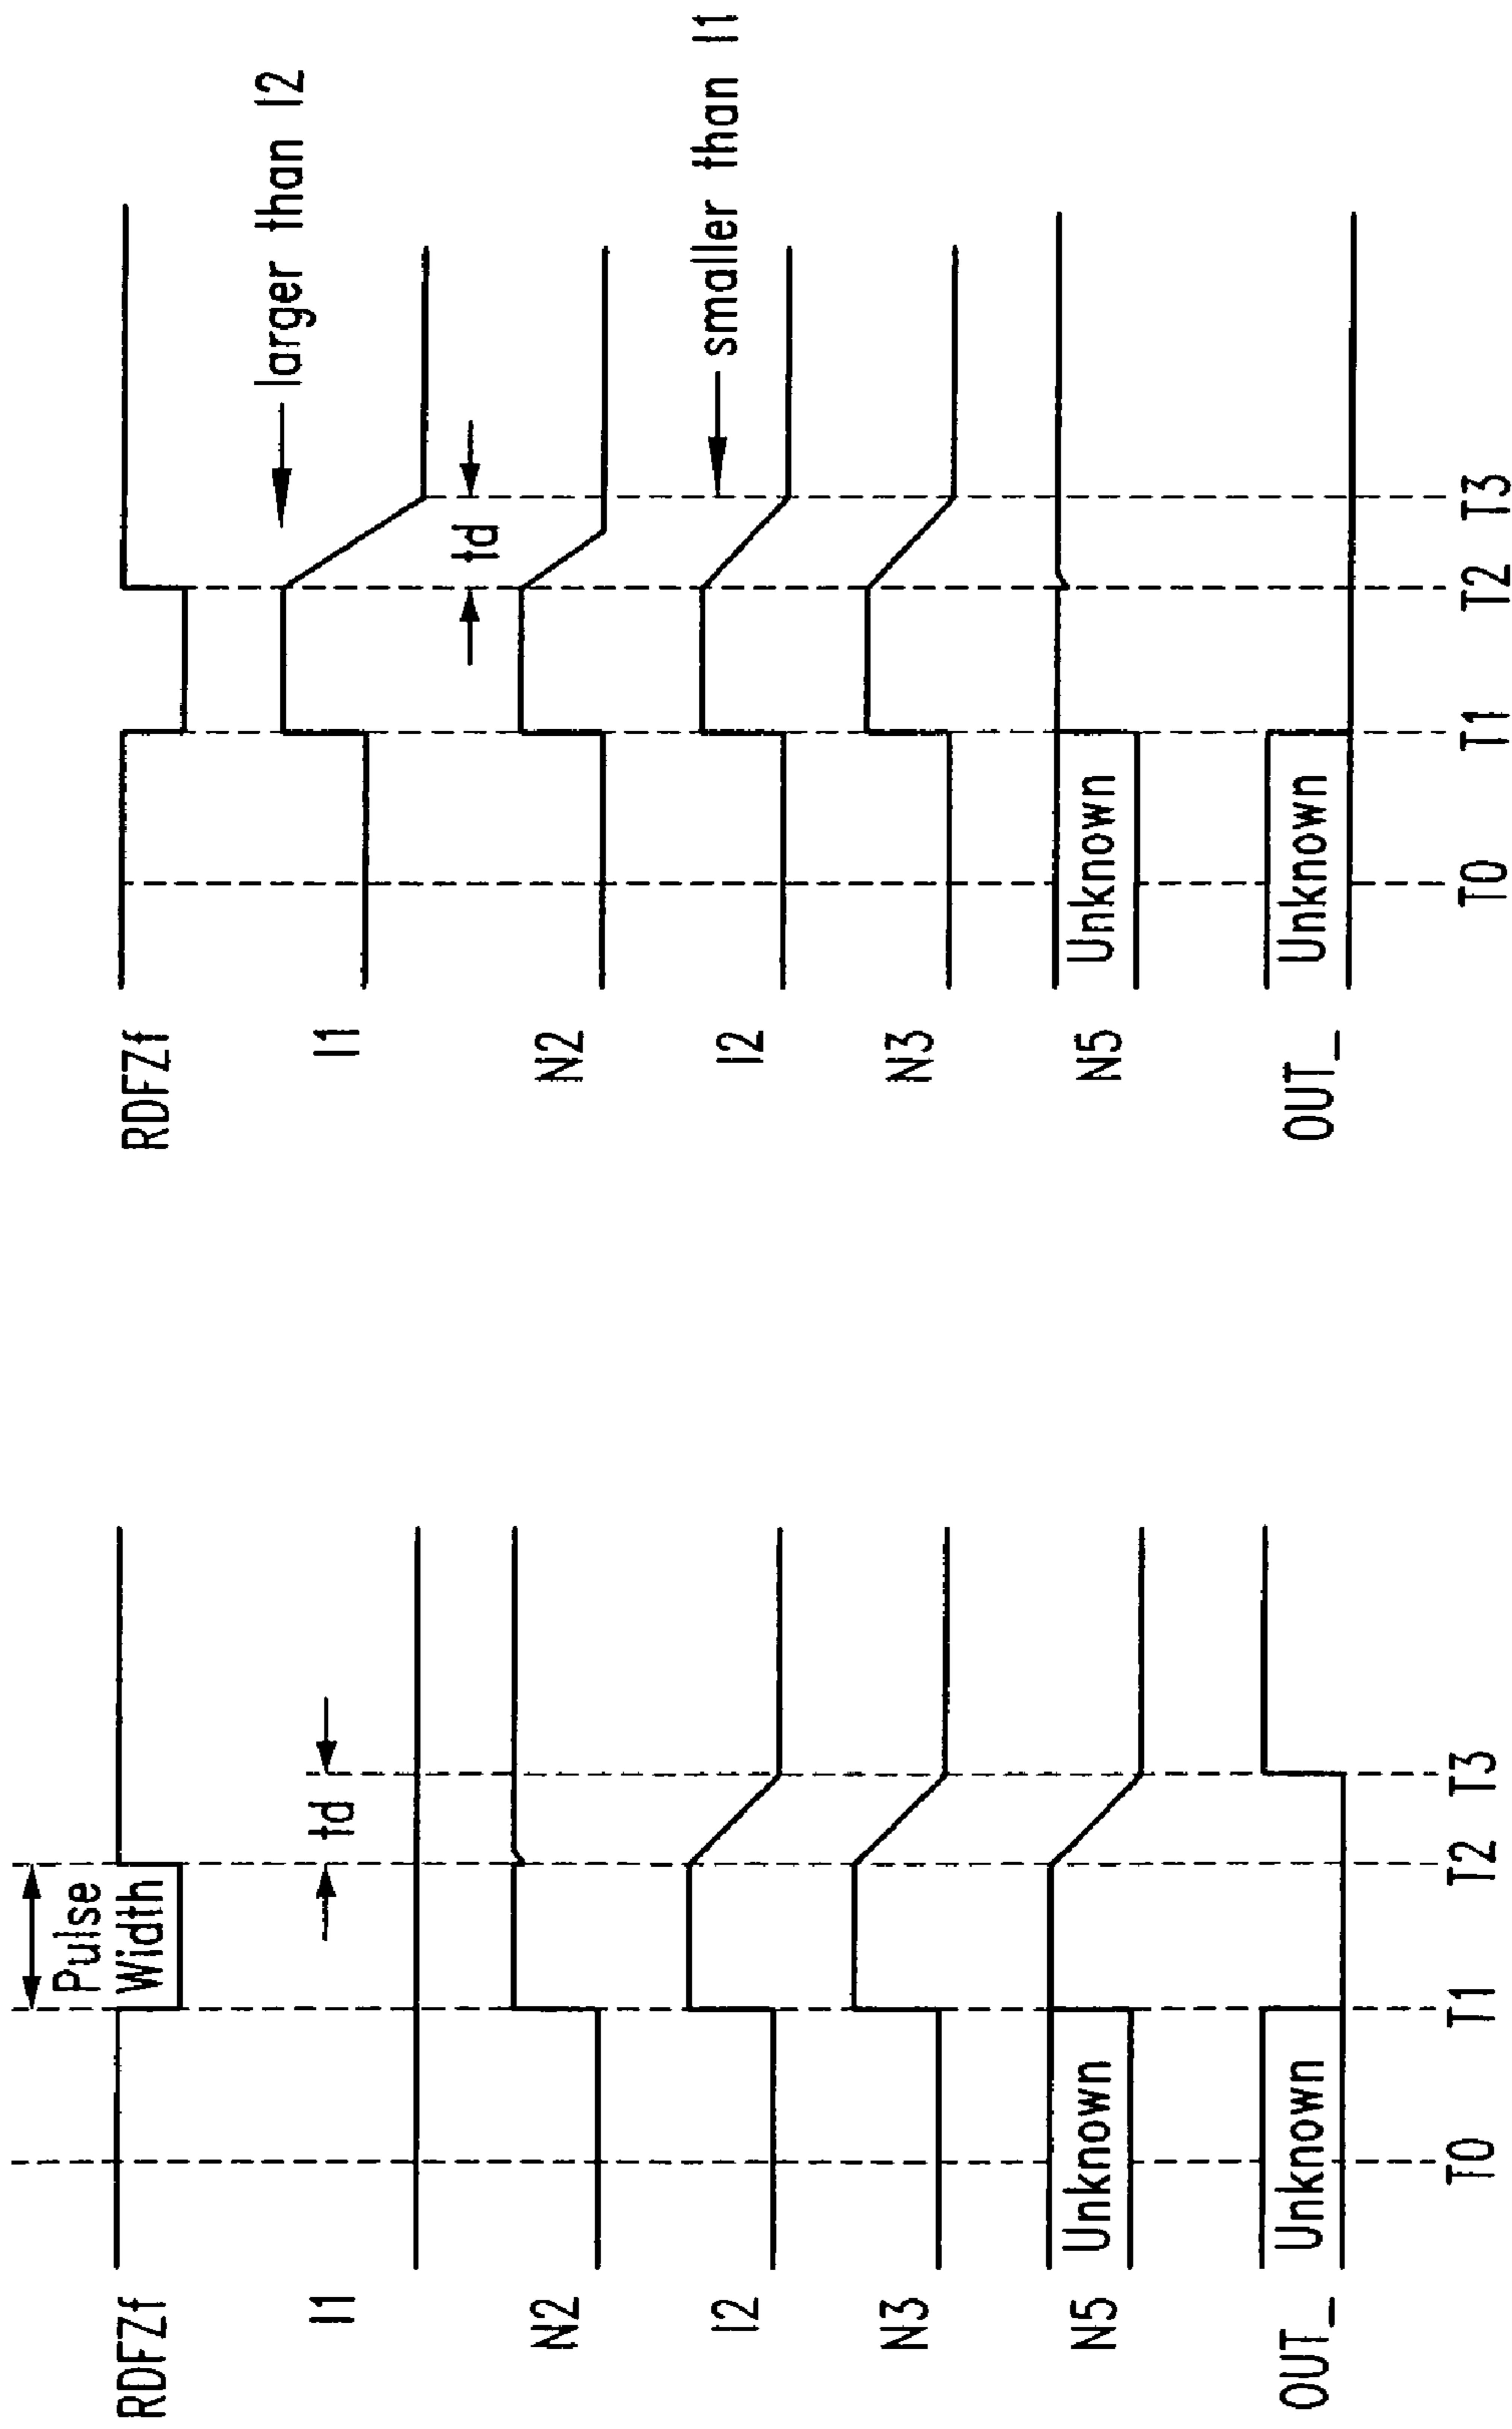 Pulse
Width
RDFZf
I1
td
N2
I2
N3
N5
Unknown
OUT_
Unknown
T0
T1
T2
T3
RDFZf
larger than I2
I1
td
N2
smaller than I1
I2
N3
N5
Unknown
OUT_
Unknown
T0
T1
T2
T3